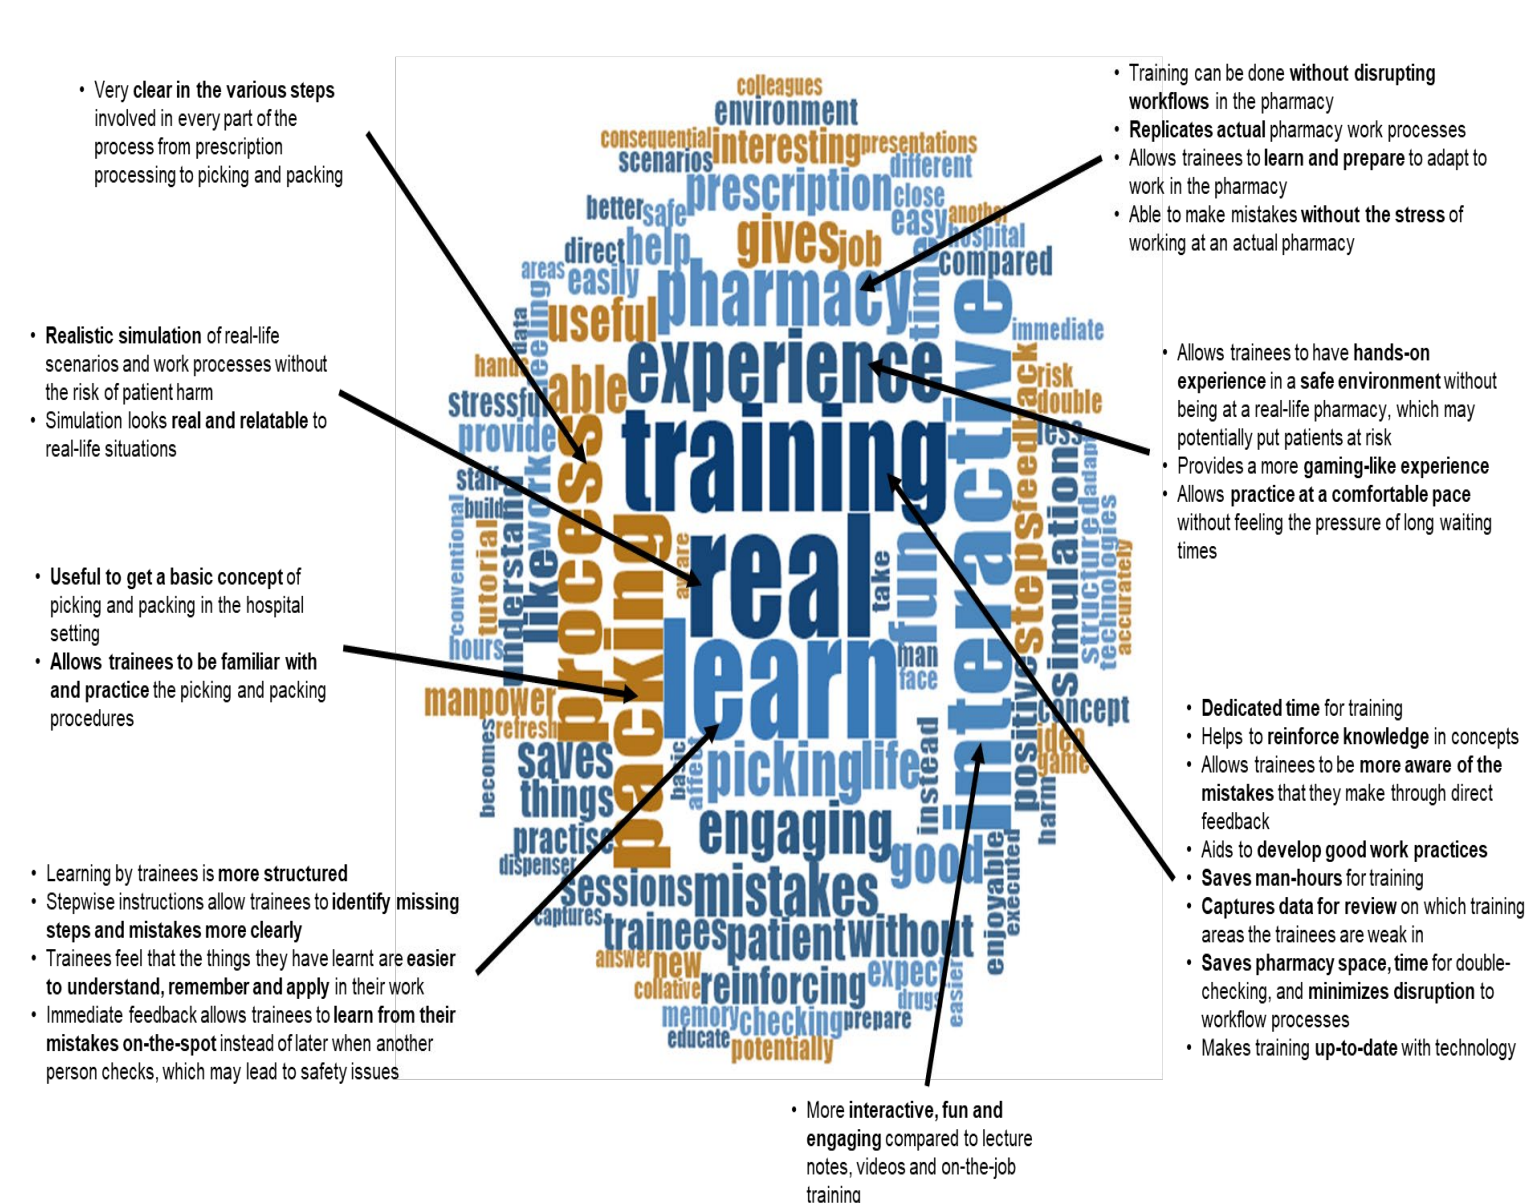 • Very clear in the various steps
involved in every part of the
process from prescription
processing to picking and packing
• Realistic simulation of real-life
scenarios and work processes without
the risk of patient harm
• Simulation looks real and relatable to
real-life situations
• Useful to get a basic concept of
picking and packing in the hospital
setting
• Allows trainees to be familiar with
and practice the picking and packing
procedures
• Learning by trainees is more structured
• Stepwise instructions allow trainees to identify missing
steps and mistakes more clearly
• Trainees feel that the things they have learnt are easier
to understand, remember and apply in their work
• Immediate feedback allows trainees to learn from their
mistakes on-the-spot instead of later when another
person checks, which may lead to safety issues
colleagues
environment
consequential interesting presentations
scenarios different
prescription close
better safe easy another
gives job hospital
direct help compared
areas easily
pharmacy time
data feeling useful immediate
experience
hands able risk
stressful double
provide training less
process interactive feedback adapt
staff work
build
conventional tutorial understand like
packing aware real take fun
steps simulation structured technologies accurately
hours learn man
face
manpower positive concept
refresh idea
becomes saves basic affect picking life instead game
things harm
practise engaging
dispenser good enjoyable executed
sessions mistakes
captures trainees patient without
answer new expect
collative reinforcing drugs easier
memory checking prepare
educate potentially
• Training can be done without disrupting
workflows in the pharmacy
• Replicates actual pharmacy work processes
• Allows trainees to learn and prepare to adapt to
work in the pharmacy
• Able to make mistakes without the stress of
working at an actual pharmacy
• Allows trainees to have hands-on
experience in a safe environment without
being at a real-life pharmacy, which may
potentially put patients at risk
• Provides a more gaming-like experience
• Allows practice at a comfortable pace
without feeling the pressure of long waiting
times
• Dedicated time for training
• Helps to reinforce knowledge in concepts
• Allows trainees to be more aware of the
mistakes that they make through direct
feedback
• Aids to develop good work practices
• Saves man-hours for training
• Captures data for review on which training
areas the trainees are weak in
• Saves pharmacy space, time for double-
checking, and minimizes disruption to
workflow processes
• Makes training up-to-date with technology
• More interactive, fun and
engaging compared to lecture
notes, videos and on-the-job
training